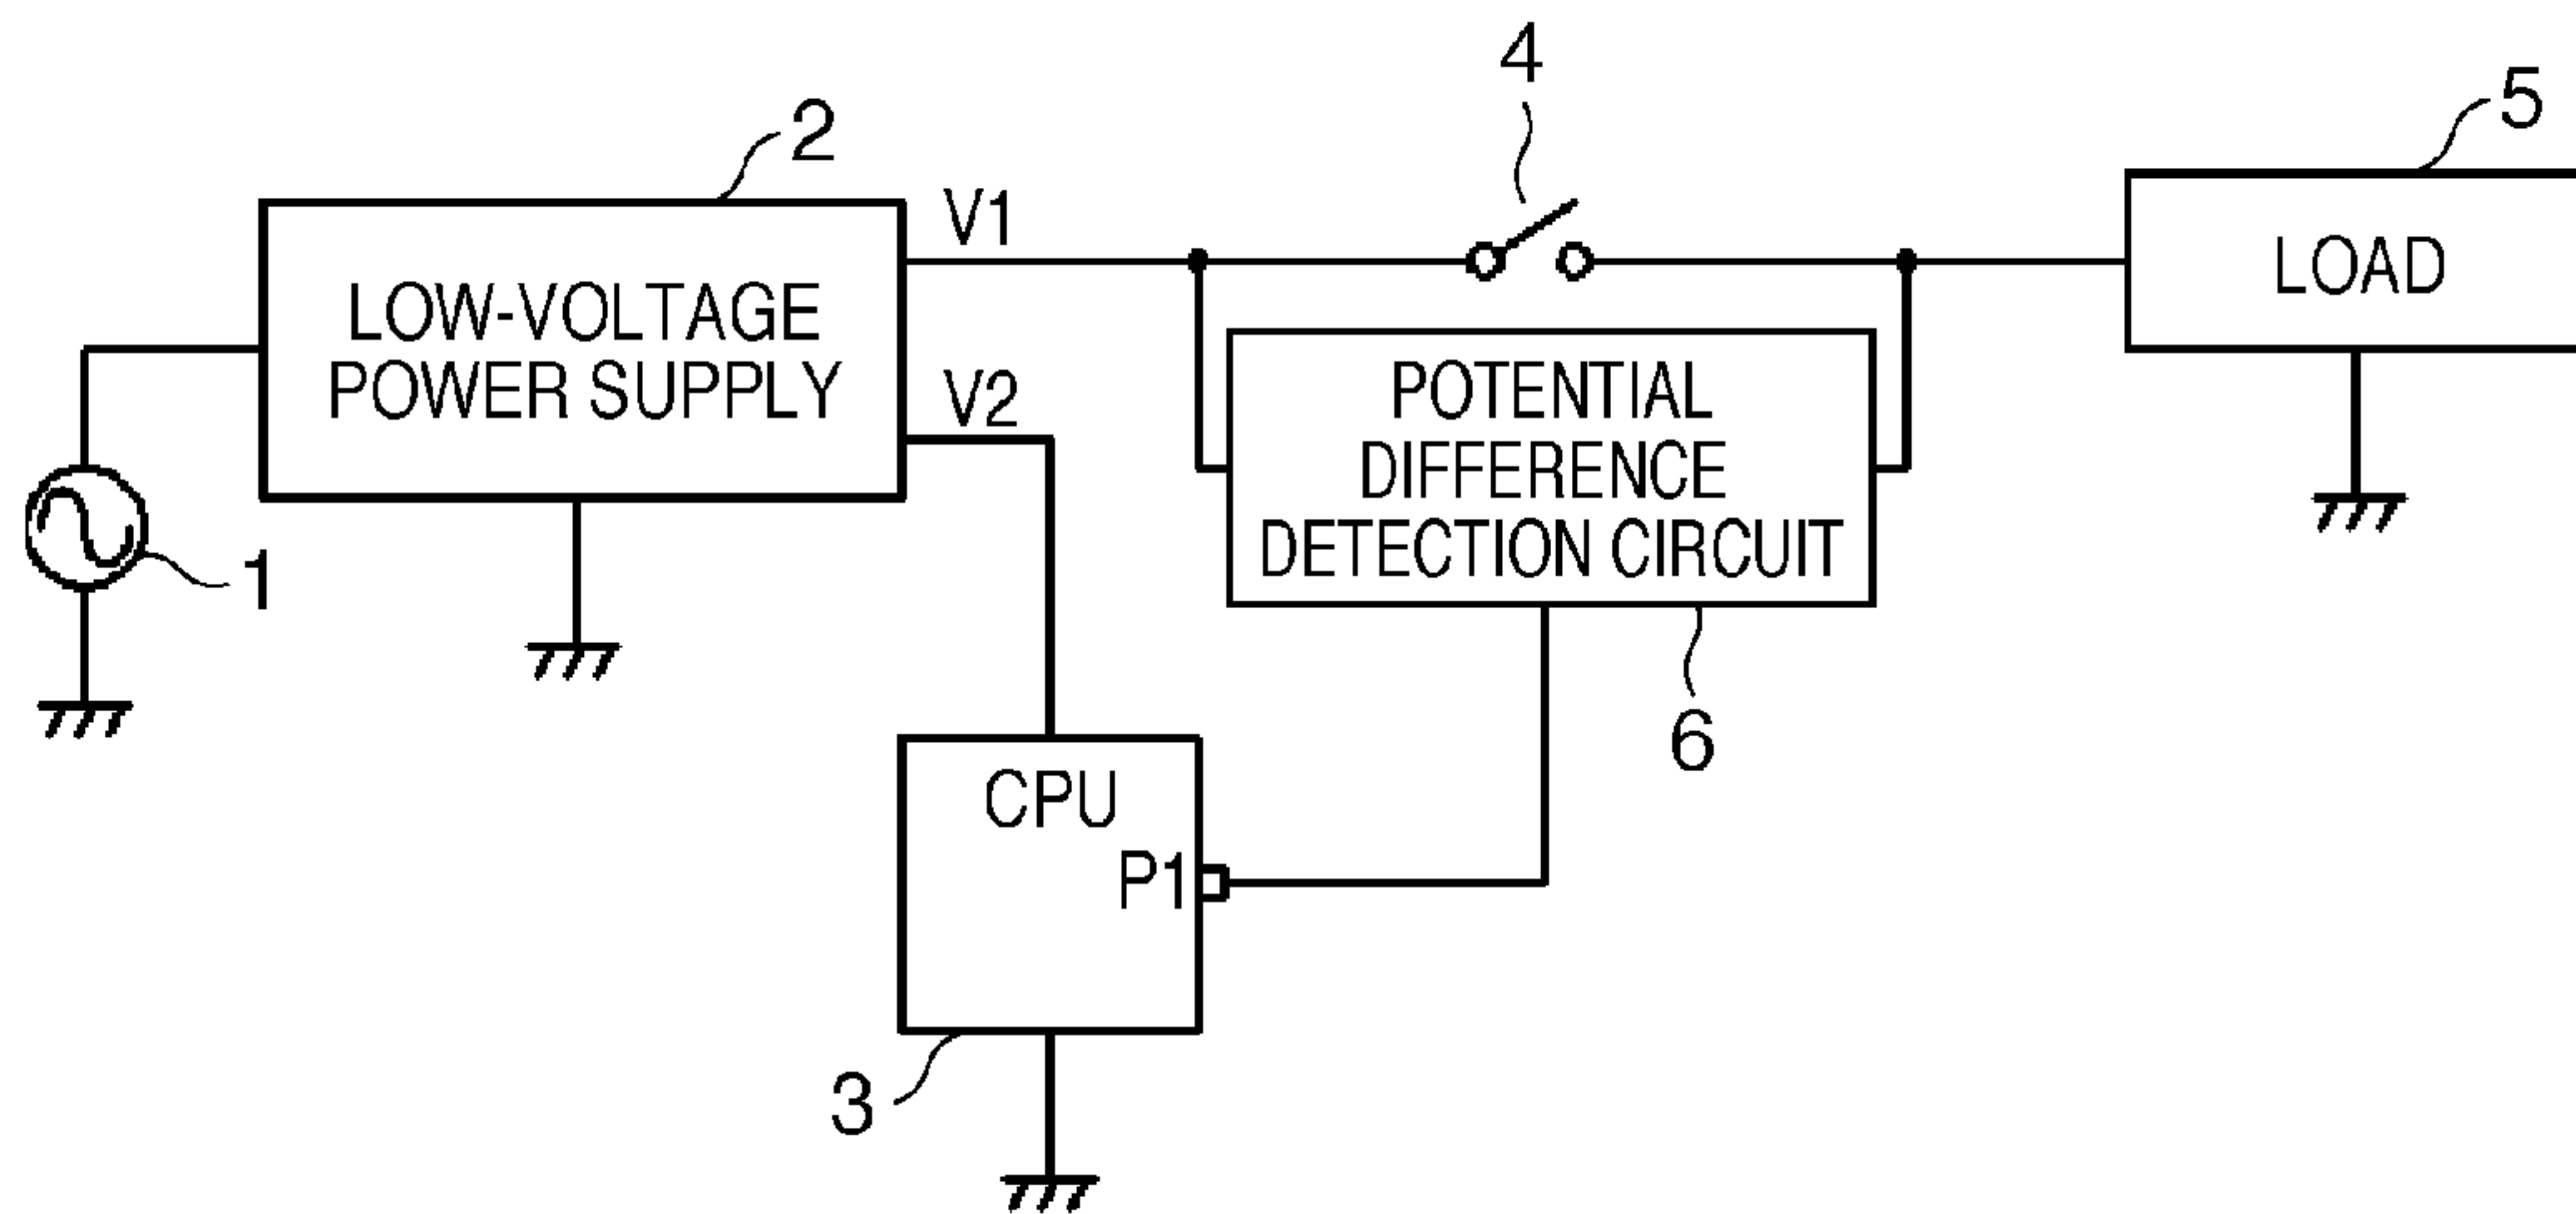 4
5
2
V1
LOAD
LOW-VOLTAGE
POWER SUPPLY
V2
POTENTIAL
DIFFERENCE
DETECTION CIRCUIT
1
6
CPU
P1
3